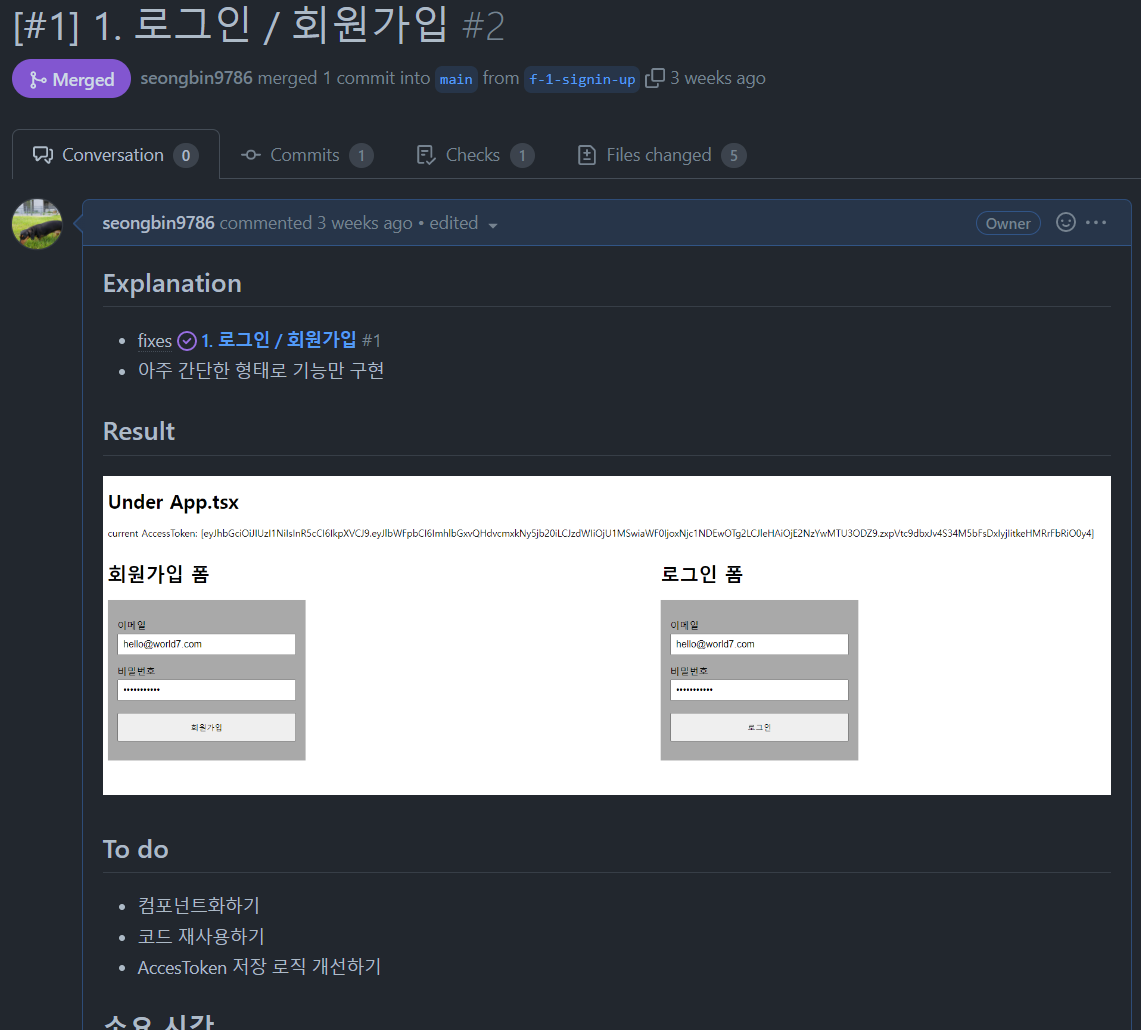 [#1] 1. 로그인 / 회원가입 #2
Merged seongbin9786 merged 1 commit into main from f-1-signin-up 3 weeks ago
Conversation 0 Commits 1 Checks 1 Files changed 5
seongbin9786 commented 3 weeks ago • edited Owner
Explanation
fixes 1. 로그인 / 회원가입 #1
아주 간단한 형태로 기능만 구현
Result
Under App.tsx
current AccessToken:
회원가입 폼 로그인 폼
이메일 이메일
hello@world7.com hello@world7.com
비밀번호 비밀번호
••••••••••• •••••••••••
회원가입 로그인
To do
컴포넌트화하기
코드 재사용하기
AccesToken 저장 로직 개선하기
소요 시간